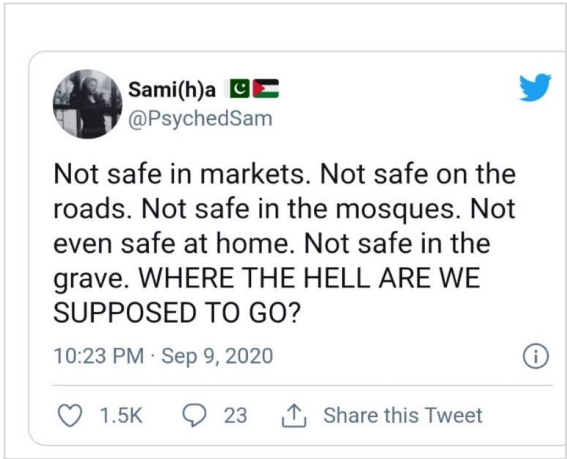 Sami(h)a 🇵🇰🇵🇸
@PsychedSam
Not safe in markets. Not safe on the
roads. Not safe in the mosques. Not
even safe at home. Not safe in the
grave. WHERE THE HELL ARE WE
SUPPOSED TO GO?
10:23 PM · Sep 9, 2020
1.5K 23 Share this Tweet